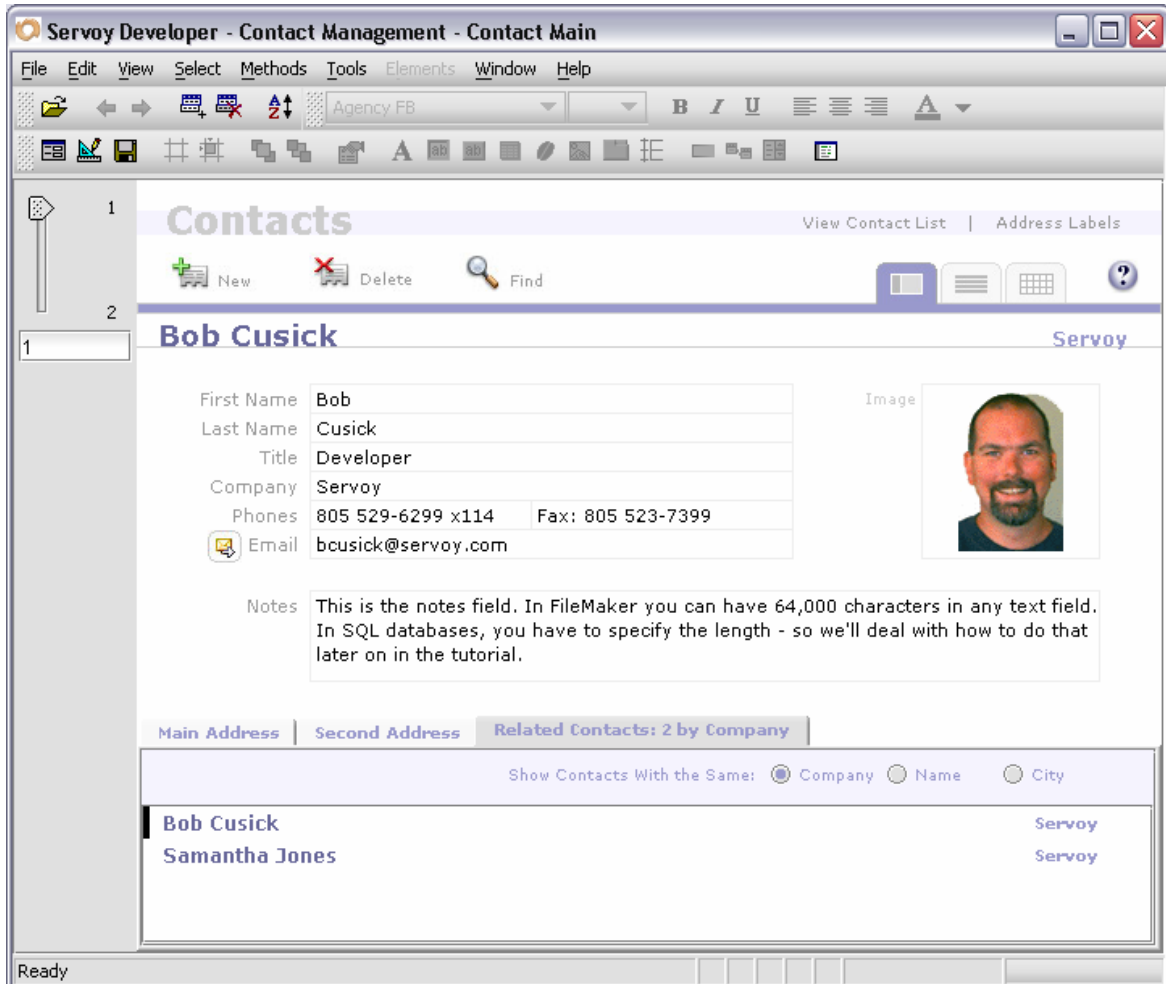 Servoy Developer - Contact Management - Contact Main
File Edit View Select Methods Tools Elements Window Help
Agency FB B I U A
A ab ab
1
2
1
Contacts
View Contact List | Address Labels
New Delete Find ?
Bob Cusick Servoy
First Name Bob Image
Last Name Cusick
Title Developer
Company Servoy
Phones 805 529-6299 x114 Fax: 805 523-7399
Email bcusick@servoy.com
Notes This is the notes field. In FileMaker you can have 64,000 characters in any text field.
In SQL databases, you have to specify the length - so we'll deal with how to do that
later on in the tutorial.
Main Address Second Address Related Contacts: 2 by Company
Show Contacts With the Same: Company Name City
Bob Cusick Servoy
Samantha Jones Servoy
Ready